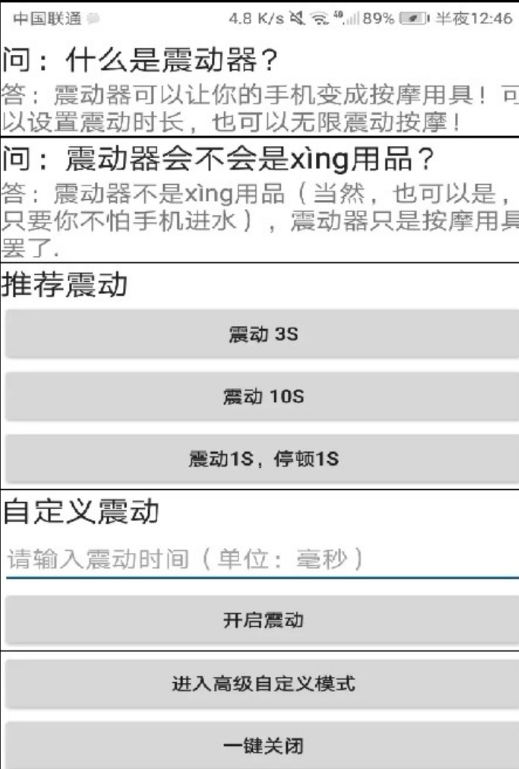 中国联通 4.8 K/s 4G 89% 半夜12:46
问：什么是震动器？
答：震动器可以让你的手机变成按摩用具！可
以设置震动时长，也可以无限震动按摩！
问：震动器会不会是xìng用品？
答：震动器不是xìng用品（当然，也可以是，
只要你不怕手机进水），震动器只是按摩用具
罢了.
推荐震动
震动 3S
震动 10S
震动1S，停顿1S
自定义震动
请输入震动时间（单位：毫秒）
开启震动
进入高级自定义模式
一键关闭